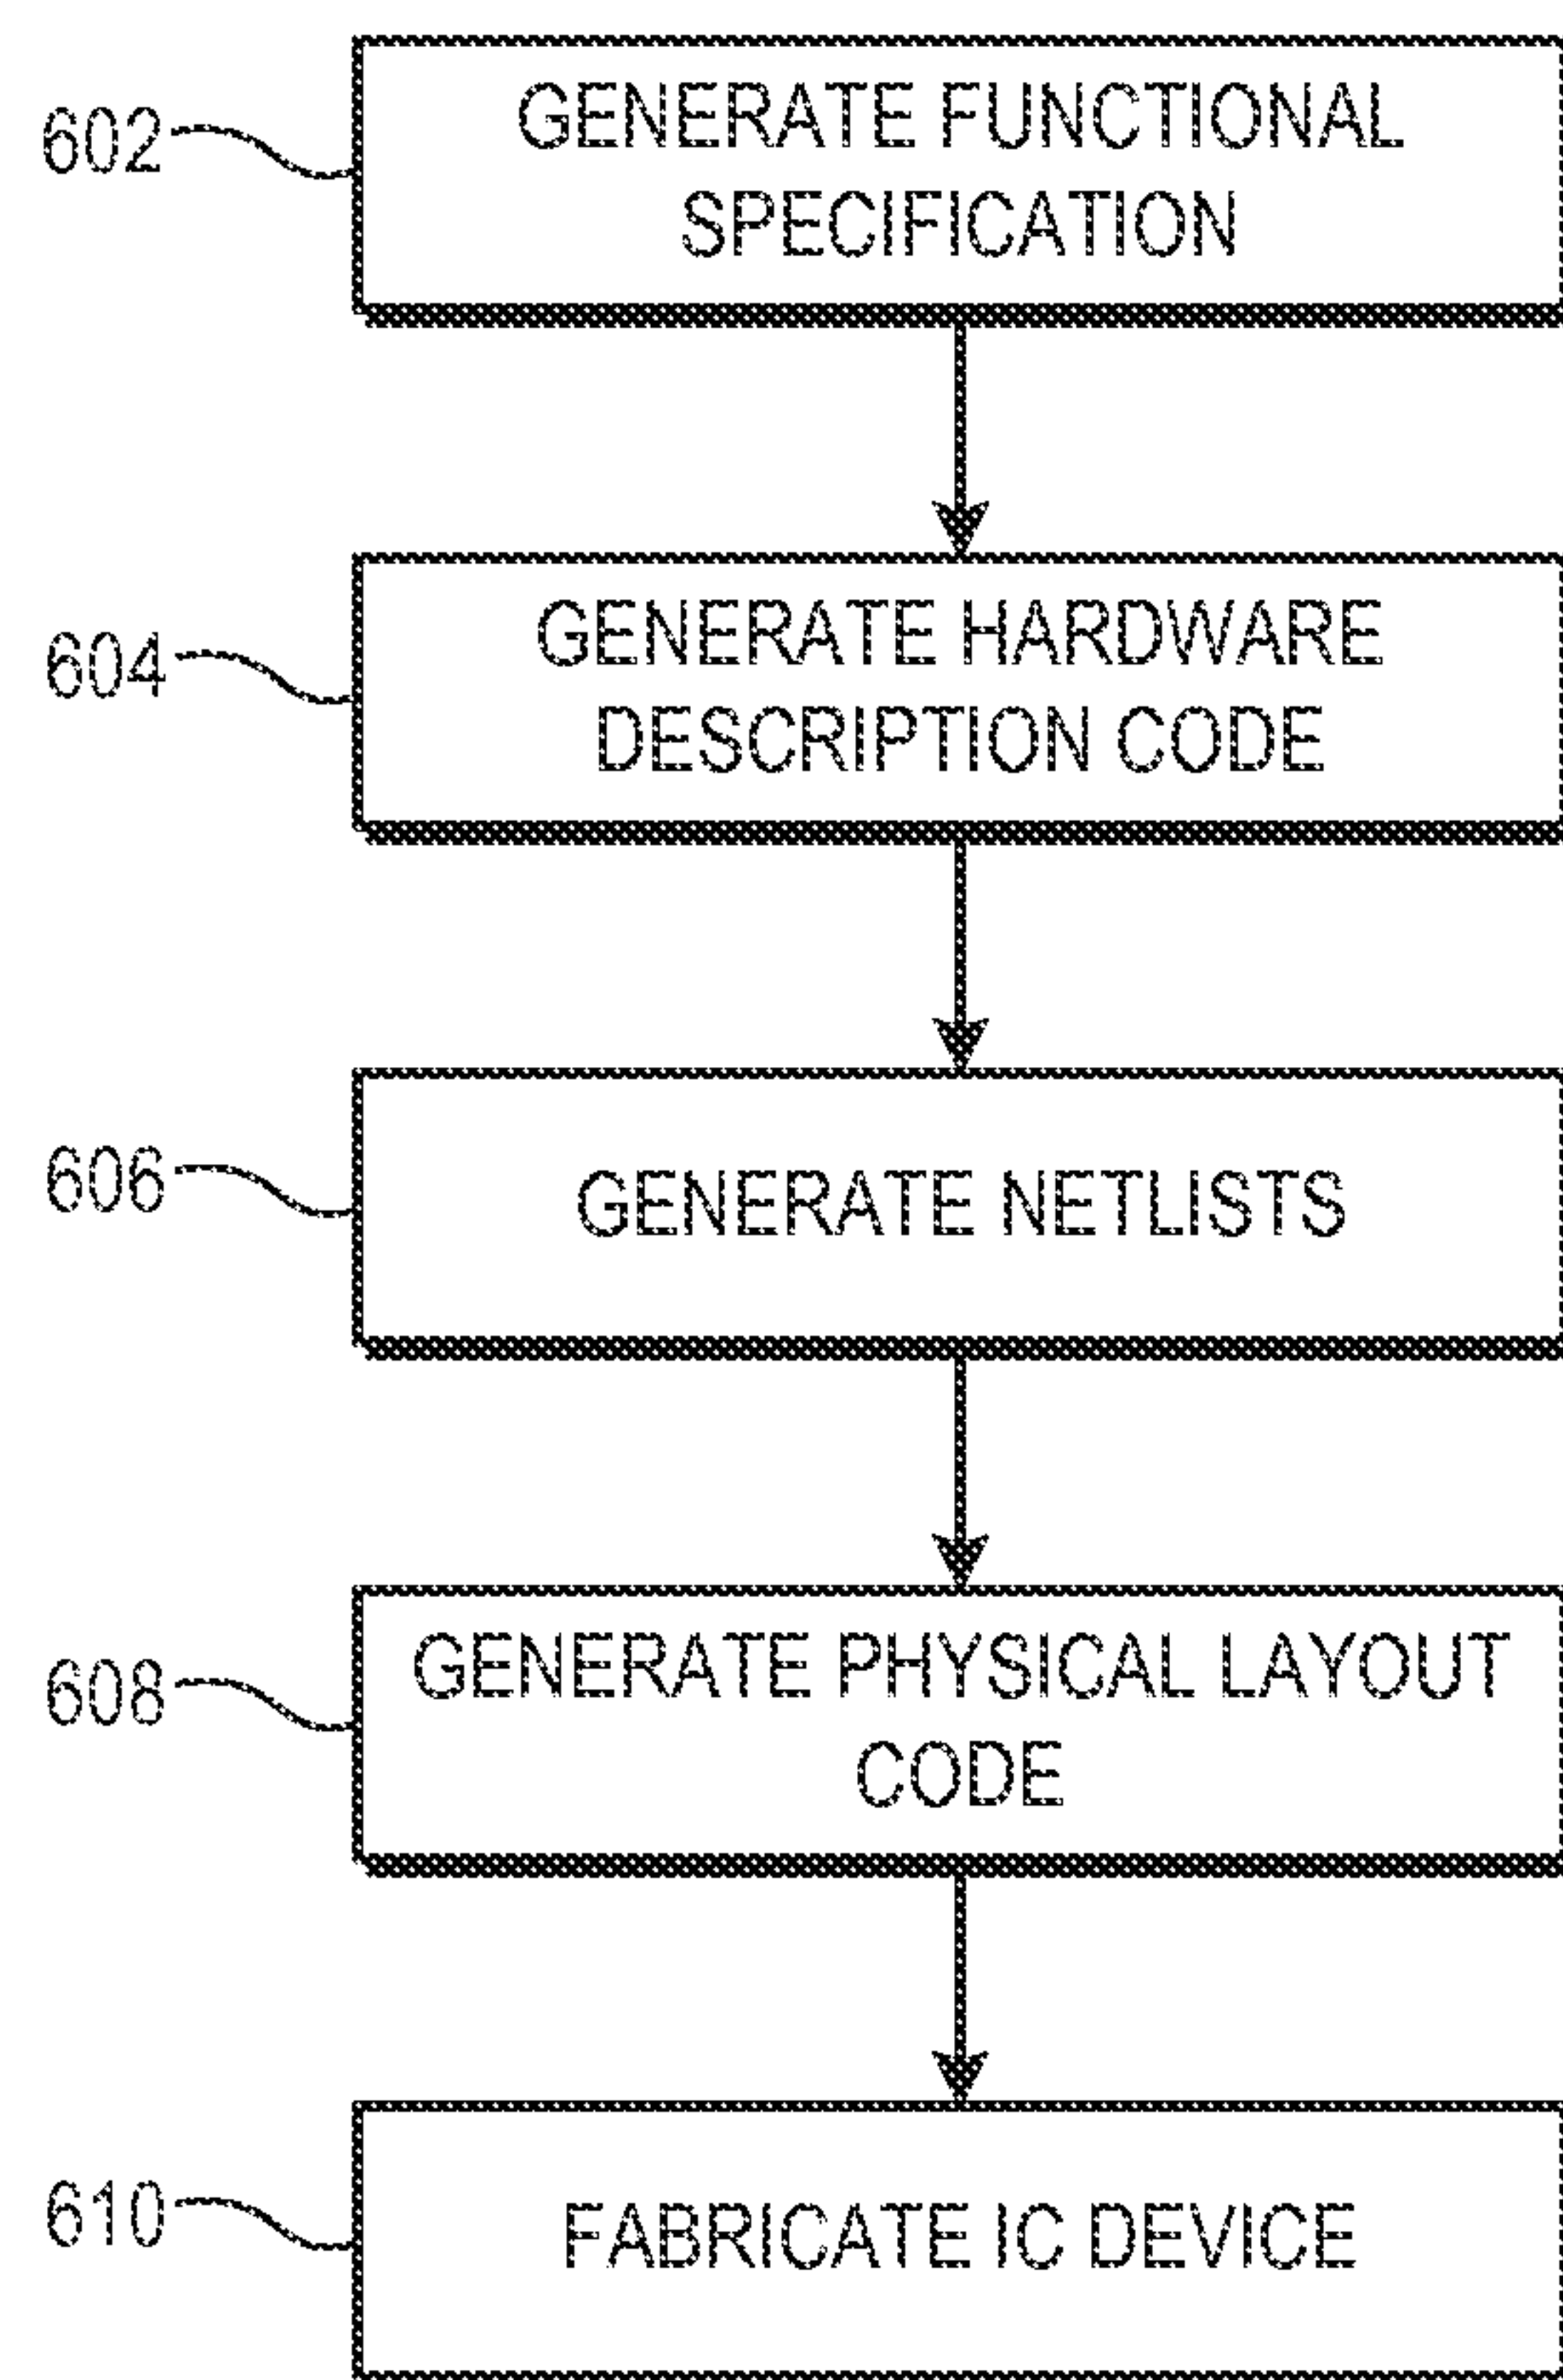 602
GENERATE FUNCTIONAL
SPECIFICATION
604
GENERATE HARDWARE
DESCRIPTION CODE
606
GENERATE NETLISTS
608
GENERATE PHYSICAL LAYOUT
CODE
610
FABRICATE IC DEVICE